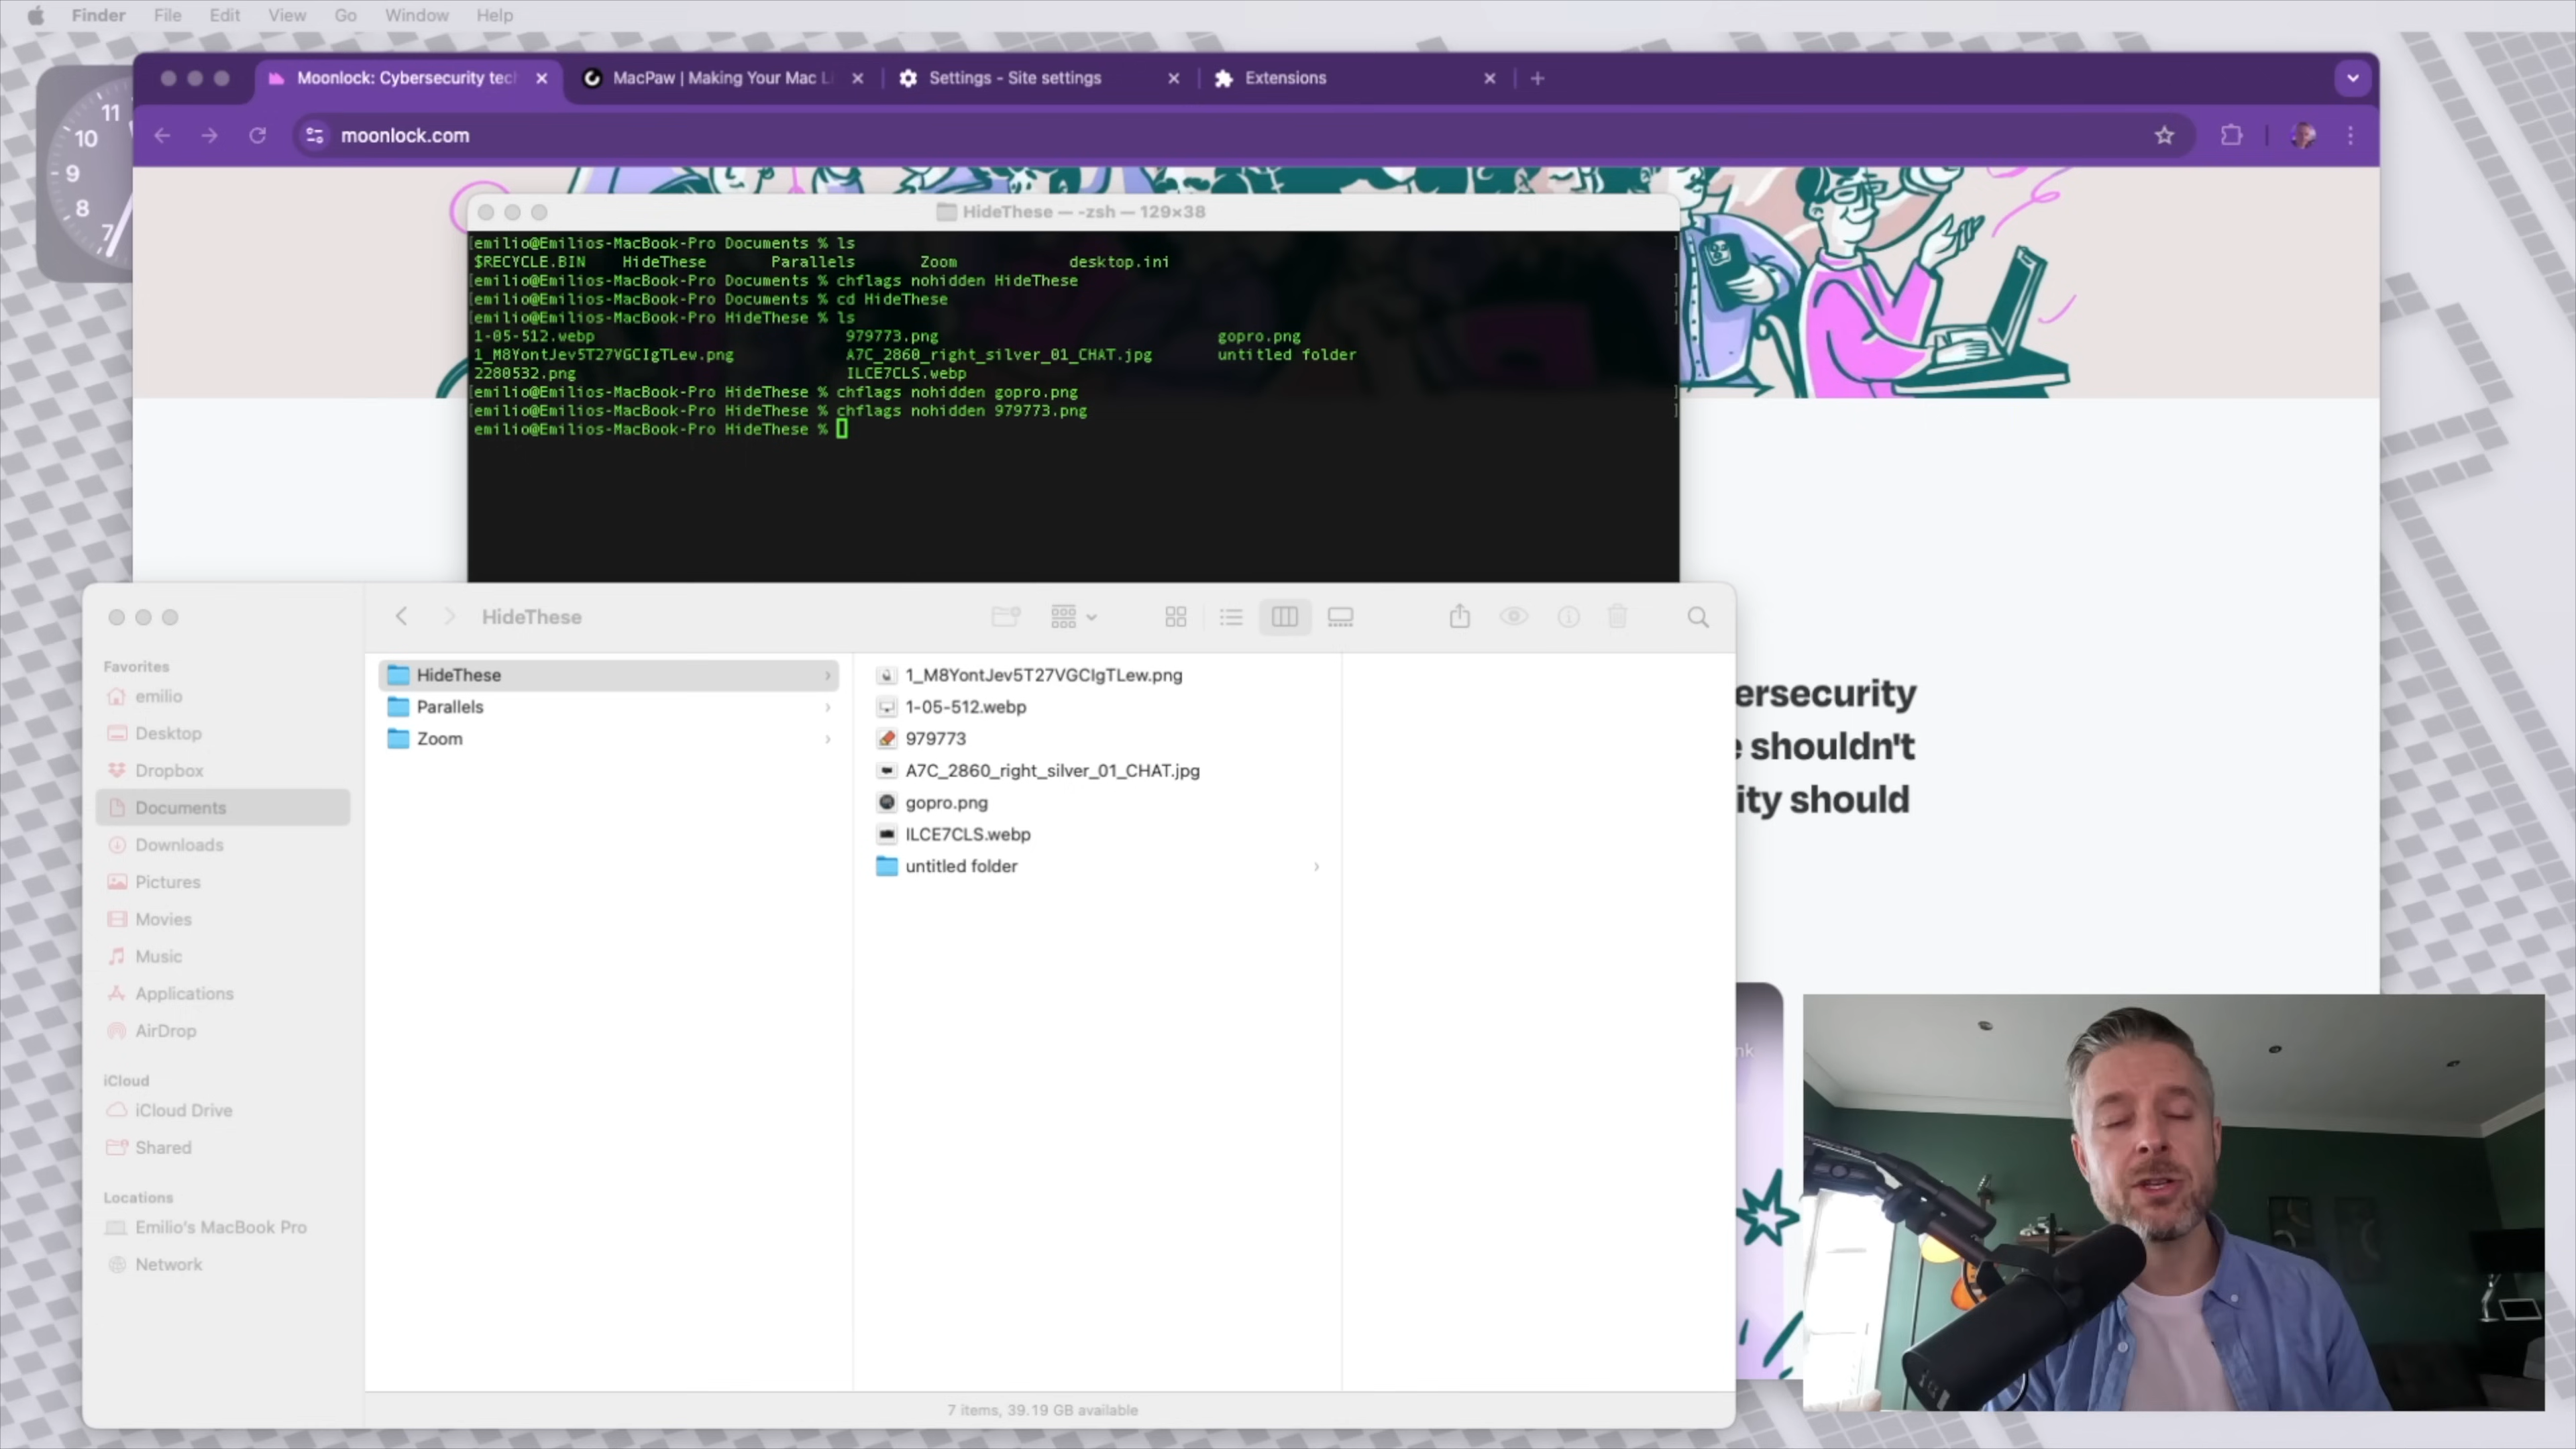 Finder File Edit View Go Window Help
Moonlock: Cybersecurity tec
MacPaw | Making Your Mac Li
Settings - Site settings
Extensions
moonlock.com
11
10
9
8
7
HideThese — -zsh — 129×38
[emilio@Emilios-MacBook-Pro Documents % ls ]
$RECYCLE.BIN HideThese Parallels Zoom desktop.ini
[emilio@Emilios-MacBook-Pro Documents % chflags nohidden HideThese ]
[emilio@Emilios-MacBook-Pro Documents % cd HideThese ]
[emilio@Emilios-MacBook-Pro HideThese % ls ]
1-05-512.webp 979773.png gopro.png
1_M8YontJev5T27VGCIgTLew.png A7C_2860_right_silver_01_CHAT.jpg untitled folder
2280532.png ILCE7CLS.webp
[emilio@Emilios-MacBook-Pro HideThese % chflags nohidden gopro.png ]
[emilio@Emilios-MacBook-Pro HideThese % chflags nohidden 979773.png ]
emilio@Emilios-MacBook-Pro HideThese %
HideThese
Favorites
emilio
Desktop
Dropbox
Documents
Downloads
Pictures
Movies
Music
Applications
AirDrop
iCloud
iCloud Drive
Shared
Locations
Emilio's MacBook Pro
Network
HideThese
Parallels
Zoom
1_M8YontJev5T27VGCIgTLew.png
1-05-512.webp
979773
A7C_2860_right_silver_01_CHAT.jpg
gopro.png
ILCE7CLS.webp
untitled folder
7 items, 39.19 GB available
ersecurity
e shouldn't
ity should
nk